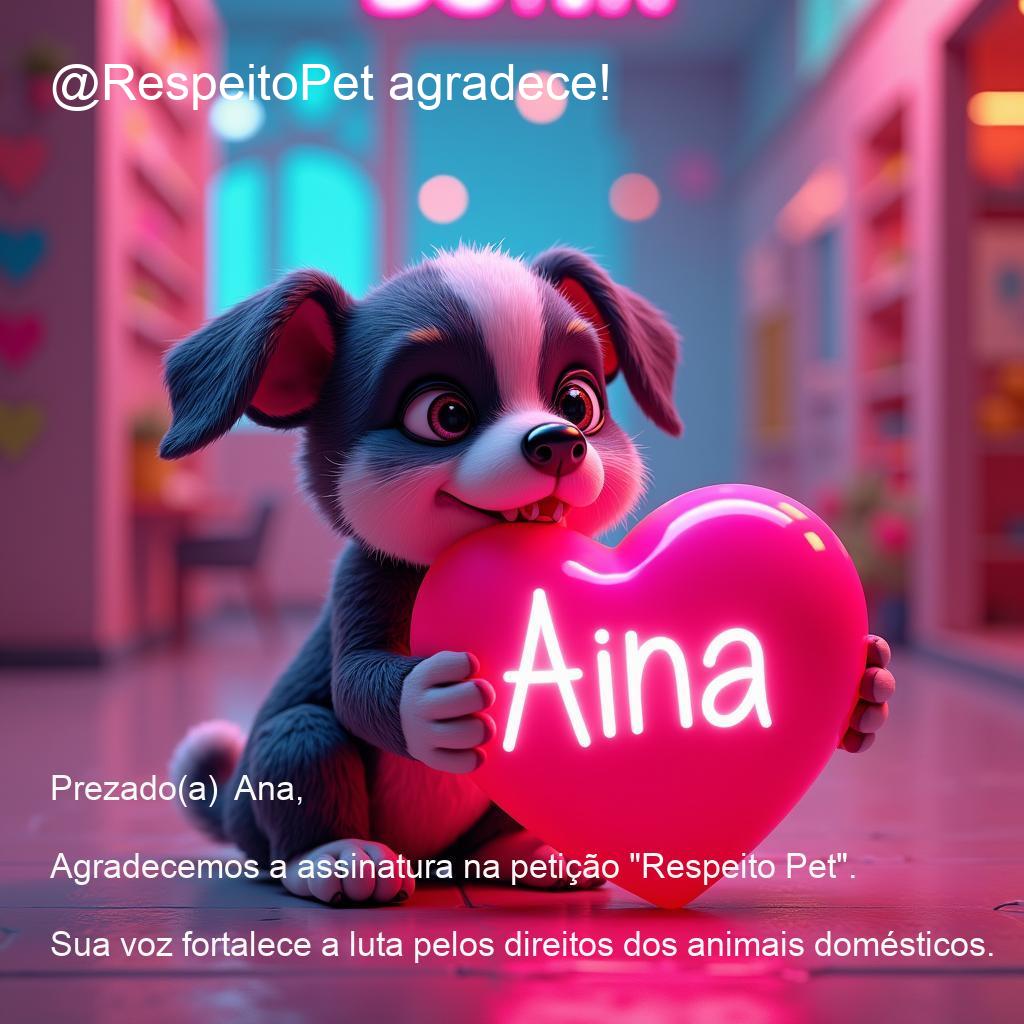 @RespeitoPet agradece!
Aina
Prezado(a) Ana,
Agradecemos a assinatura na petição "Respeito Pet".
Sua voz fortalece a luta pelos direitos dos animais domésticos.